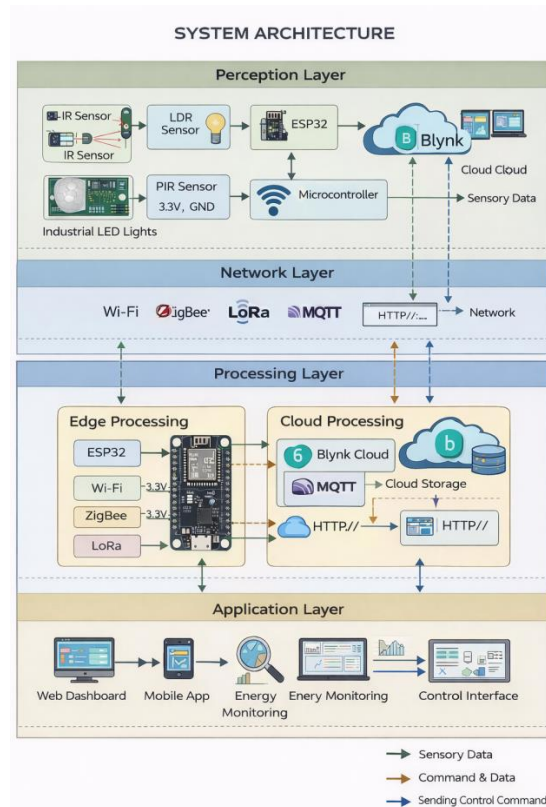 SYSTEM ARCHITECTURE
Perception Layer
IR Sensor
IR Sensor
LDR
Sensor
ESP32
B Blynk
Cloud Cloud
PIR Sensor
3.3V, GND
Microcontroller
Sensory Data
Industrial LED Lights
Network Layer
Wi-Fi
ZigBee
LoRa
MQTT
HTTP//:...
Network
Processing Layer
Edge Processing
ESP32
Wi-Fi
3.3V
ZigBee
3.3V
LoRa
Cloud Processing
6 Blynk Cloud
b
MQTT
Cloud Storage
HTTP//
HTTP//
Application Layer
Web Dashboard
Mobile App
Energy
Monitoring
Enery Monitoring
Control Interface
Sensory Data
Command & Data
Sending Control Command